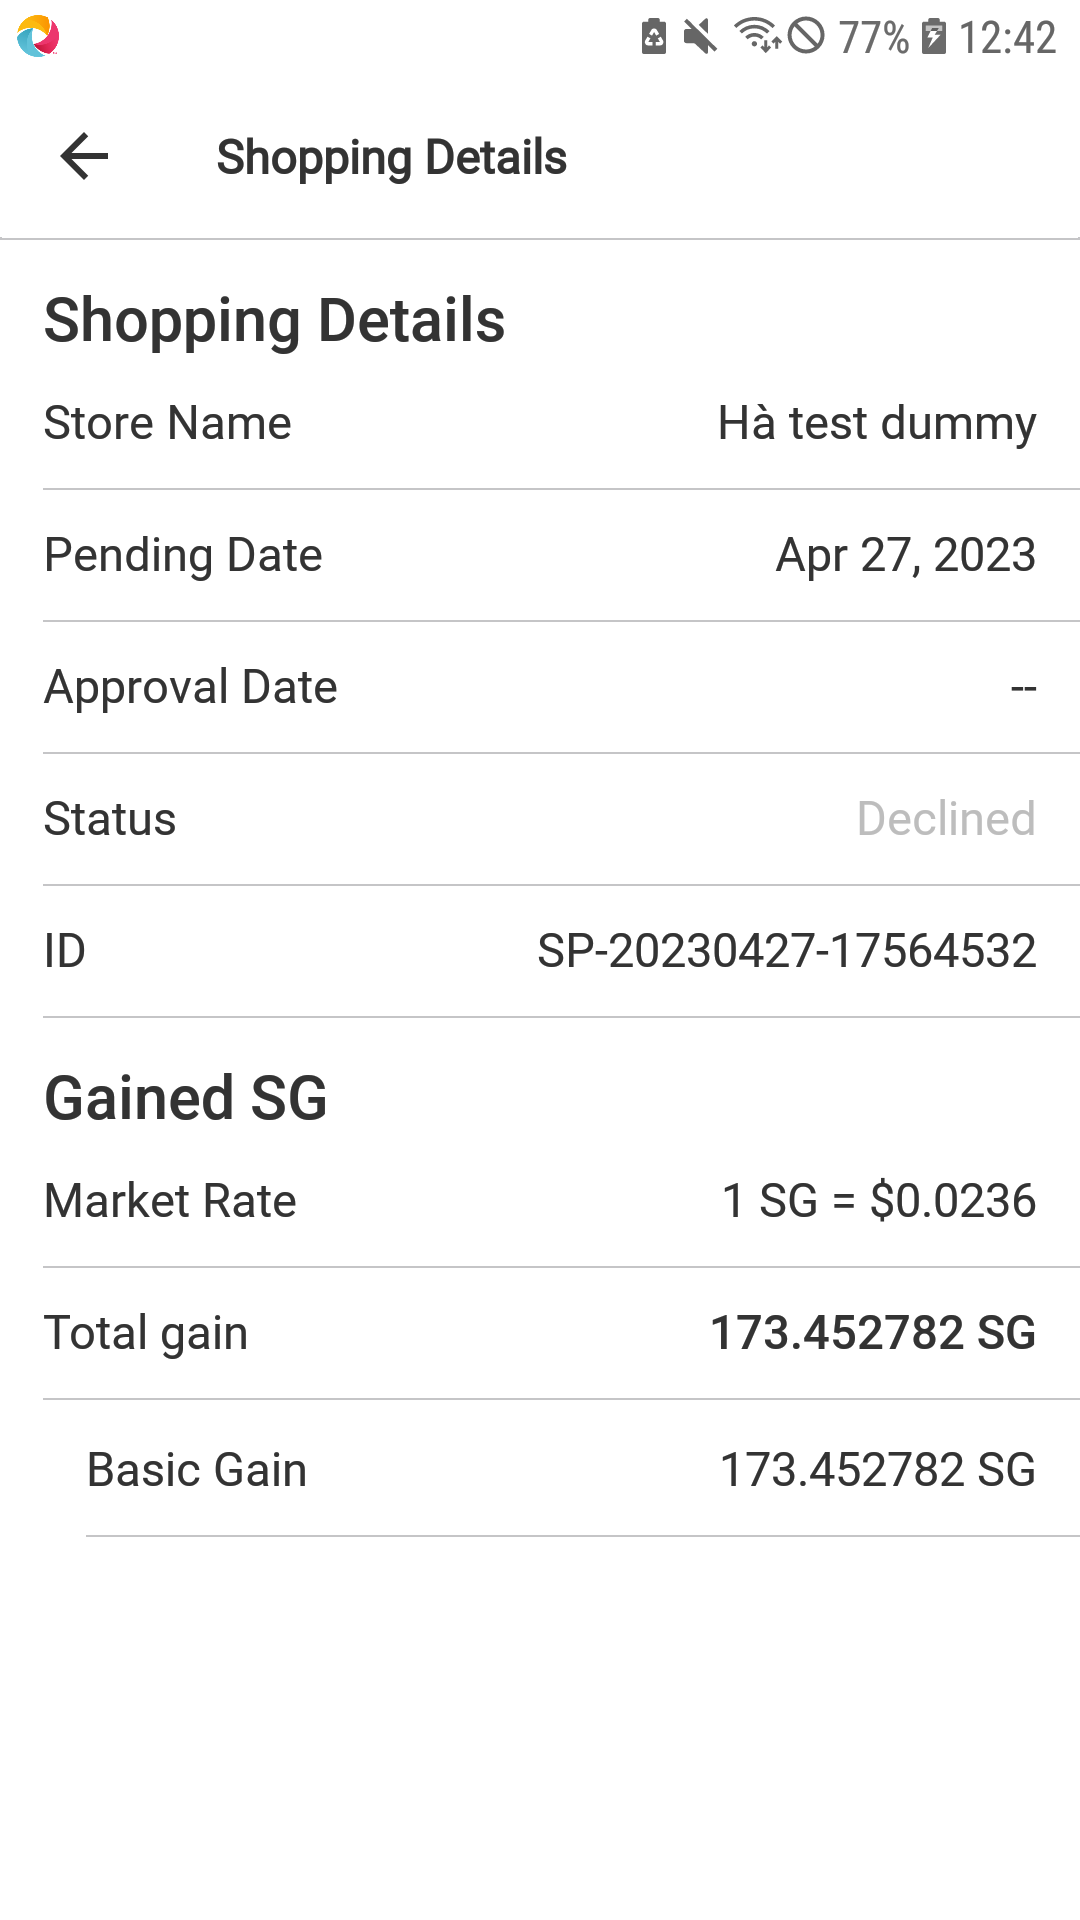 77% 12:42
Shopping Details
Shopping Details
Store Name Hà test dummy
Pending Date Apr 27, 2023
Approval Date --
Status Declined
ID SP-20230427-17564532
Gained SG
Market Rate 1 SG = $0.0236
Total gain 173.452782 SG
Basic Gain 173.452782 SG